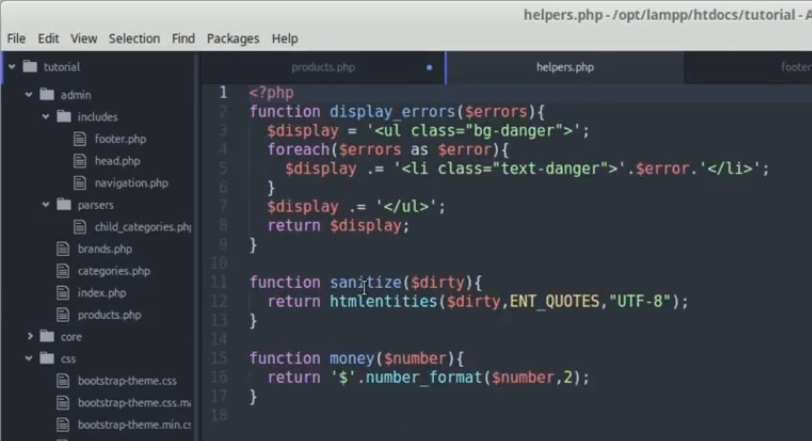 helpers.php - /opt/lampp/htdocs/tutorial - A
File Edit View Selection Find Packages Help
tutorial
admin
includes
footer.php
head.php
navigation.php
parsers
child_categories.php
brands.php
categories.php
index.php
products.php
core
css
bootstrap-theme.css
bootstrap-theme.css.ma
bootstrap-theme.min.cs
products.php helpers.php footer
1 <?php
2 function display_errors($errors){
3 $display = '<ul class="bg-danger">';
4 foreach($errors as $error){
5 $display .= '<li class="text-danger">'.$error.'</li>';
6 }
7 $display .= '</ul>';
8 return $display;
9 }
10
11 function sanitize($dirty){
12 return htmlentities($dirty,ENT_QUOTES,"UTF-8");
13 }
14
15 function money($number){
16 return '$'.number_format($number,2);
17 }
18